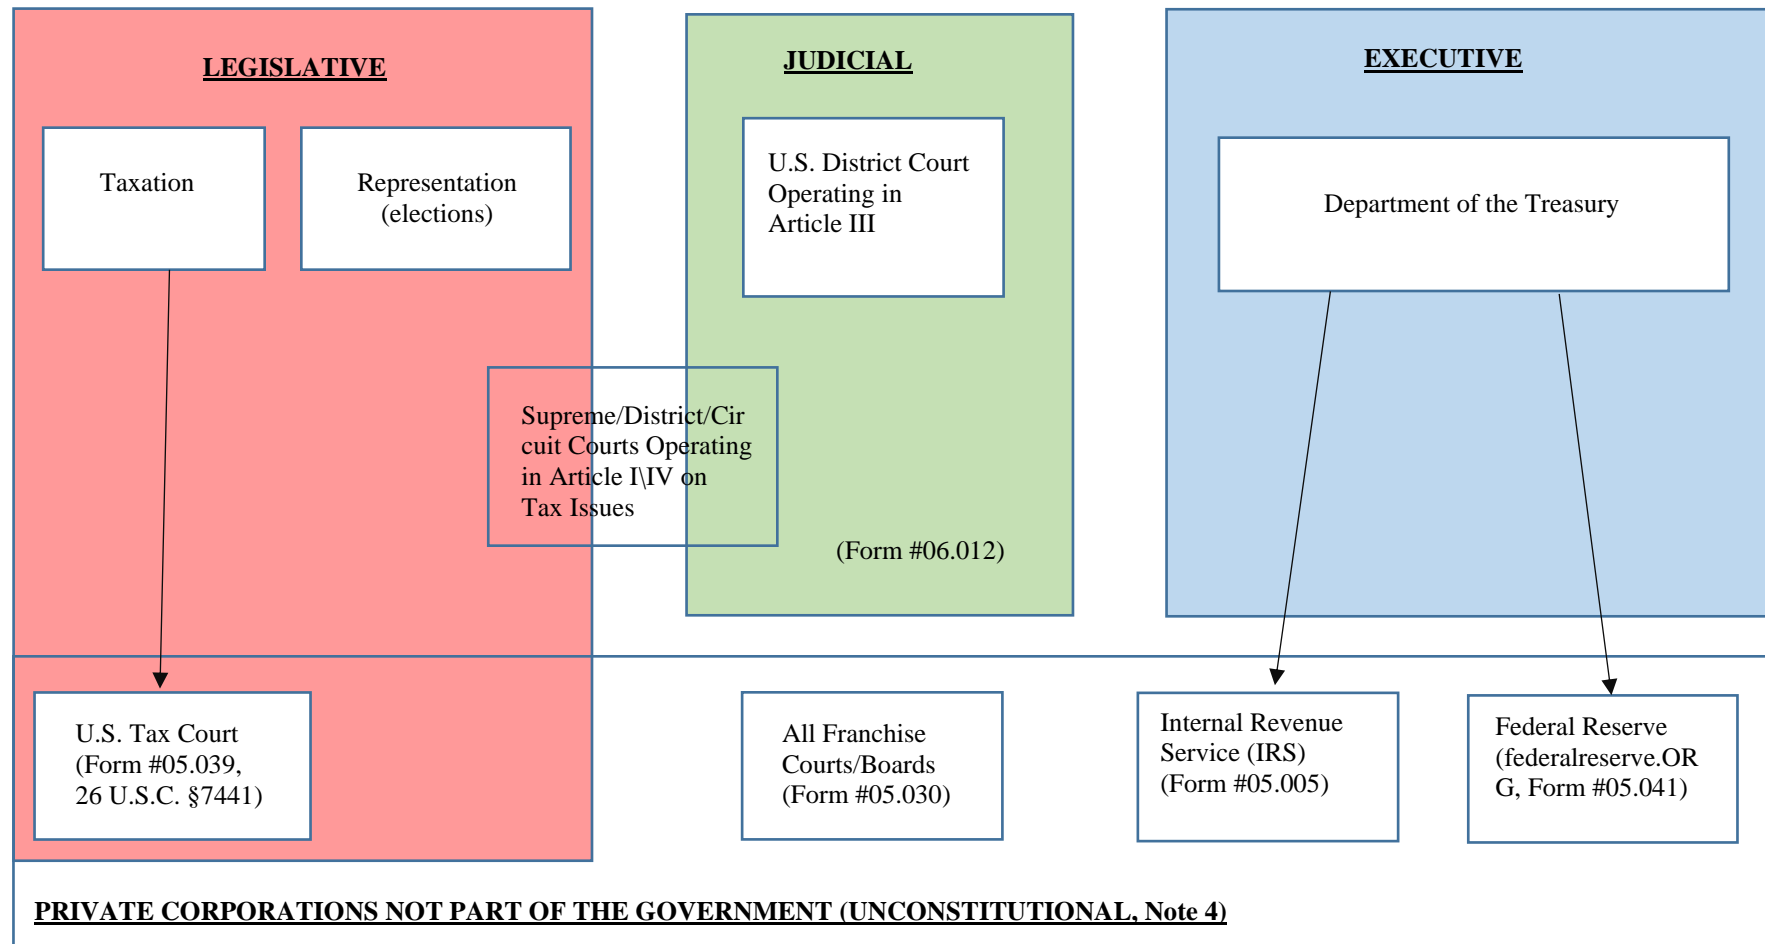 LEGISLATIVE
JUDICIAL
EXECUTIVE
Taxation
Representation
(elections)
U.S. District Court
Operating in
Article III
Department of the Treasury
Supreme/District/Cir
cuit Courts Operating
in Article I\IV on
Tax Issues
(Form #06.012)
U.S. Tax Court
(Form #05.039,
26 U.S.C. §7441)
All Franchise
Courts/Boards
(Form #05.030)
Internal Revenue
Service (IRS)
(Form #05.005)
Federal Reserve
(federalreserve.OR
G, Form #05.041)
PRIVATE CORPORATIONS NOT PART OF THE GOVERNMENT (UNCONSTITUTIONAL, Note 4)